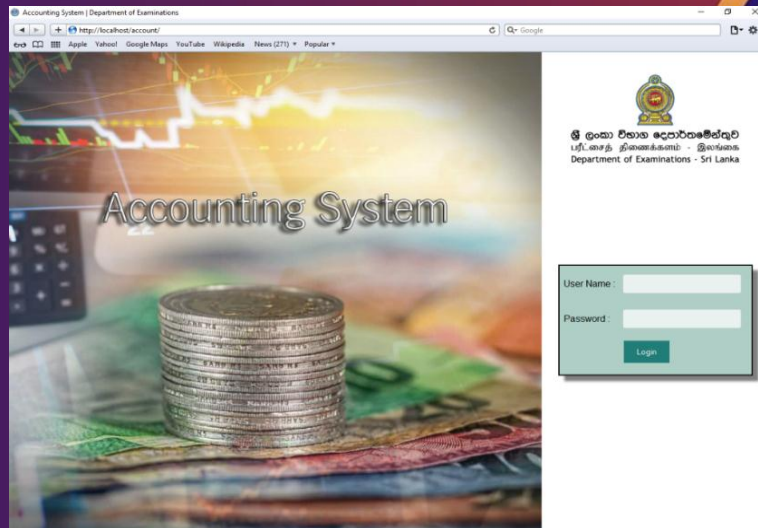 Accounting System | Department of Examinations
http://localhost/account/
Google
Apple Yahoo! Google Maps YouTube Wikipedia News (271) Popular
ශ්‍රී ලංකා විභාග දෙපාර්තමේන්තුව
பரீட்சைத் திணைக்களம் - இலங்கை
Department of Examinations - Sri Lanka
Accounting System
User Name :
Password :
Login